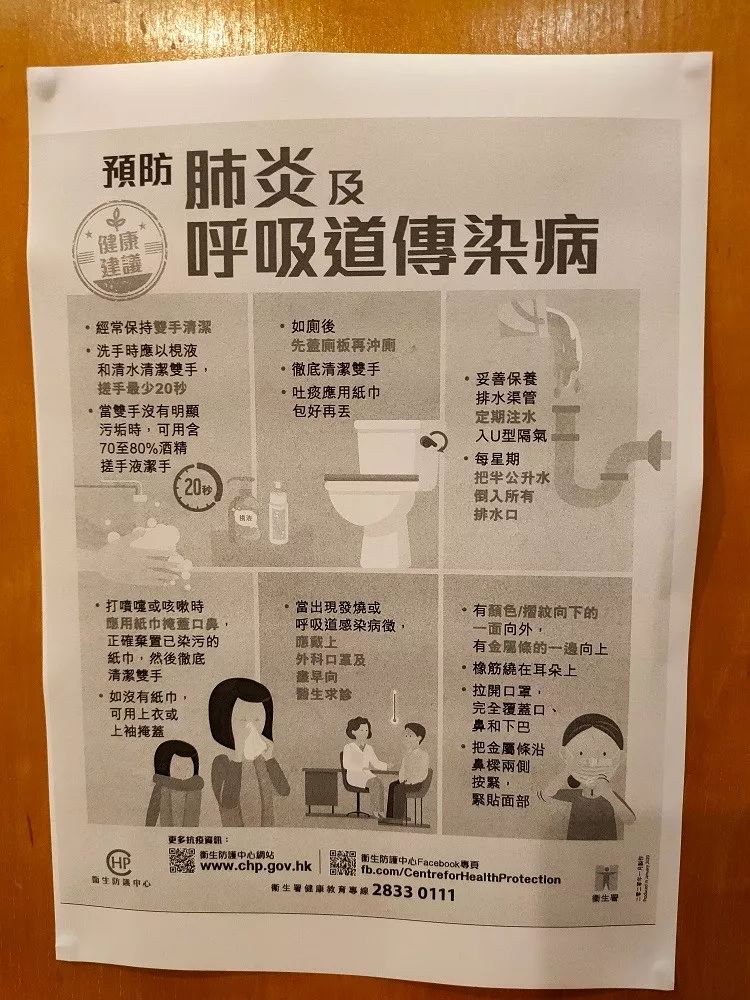 預防 肺炎及
呼吸道傳染病
健康
建議
• 經常保持雙手清潔
• 洗手時應以梘液
和清水清潔雙手，
搓手最少20秒
• 當雙手沒有明顯
污垢時，可用含
70至80%酒精
搓手液潔手
20秒
梘液
• 如廁後
先蓋廁板再沖廁
• 徹底清潔雙手
• 吐痰應用紙巾
包好再丟
• 妥善保養
排水渠管
定期注水
入U型隔氣
• 每星期
把半公升水
倒入所有
排水口
• 打噴嚏或咳嗽時
應用紙巾掩蓋口鼻，
正確棄置已染污的
紙巾，然後徹底
清潔雙手
• 如沒有紙巾，
可用上衣或
上袖掩蓋
• 當出現發燒或
呼吸道感染病徵，
應戴上
外科口罩及
盡早向
醫生求診
• 有顏色/摺紋向下的
一面向外，
有金屬條的一邊向上
• 橡筋繞在耳朵上
• 拉開口罩，
完全覆蓋口、
鼻和下巴
• 把金屬條沿
鼻樑兩側
按緊，
緊貼面部
更多抗疫資訊：
CHP
衞生防護中心
衞生防護中心網站
www.chp.gov.hk
衞生防護中心Facebook專頁
fb.com/CentreforHealthProtection
衞生署健康教育專線 2833 0111
衞生署